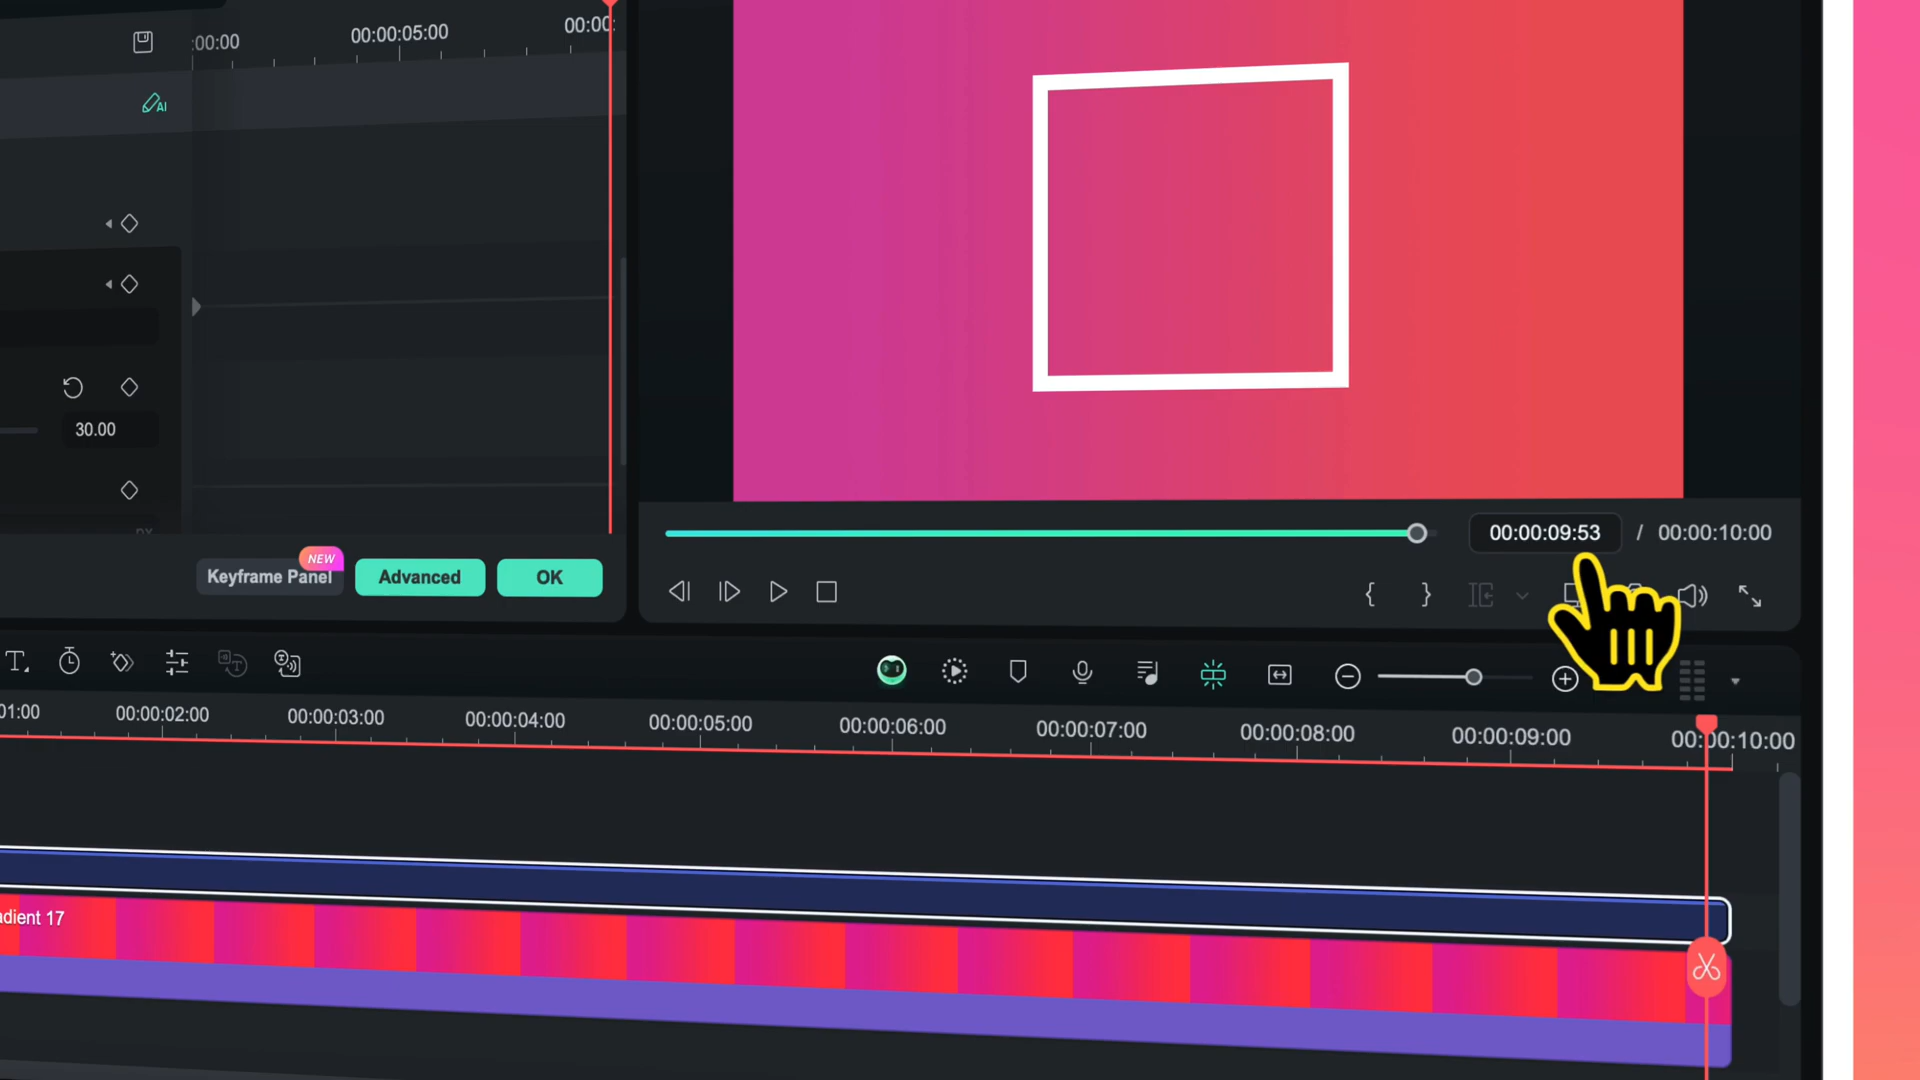 :00:00
00:00:05:00
00:00:
AI
30.00
NEW
Keyframe Panel
Advanced
OK
00:00:09:53 / 00:00:10:00
01:00
00:00:02:00
00:00:03:00
00:00:04:00
00:00:05:00
00:00:06:00
00:00:07:00
00:00:08:00
00:00:09:00
00:00:10:00
adient 17